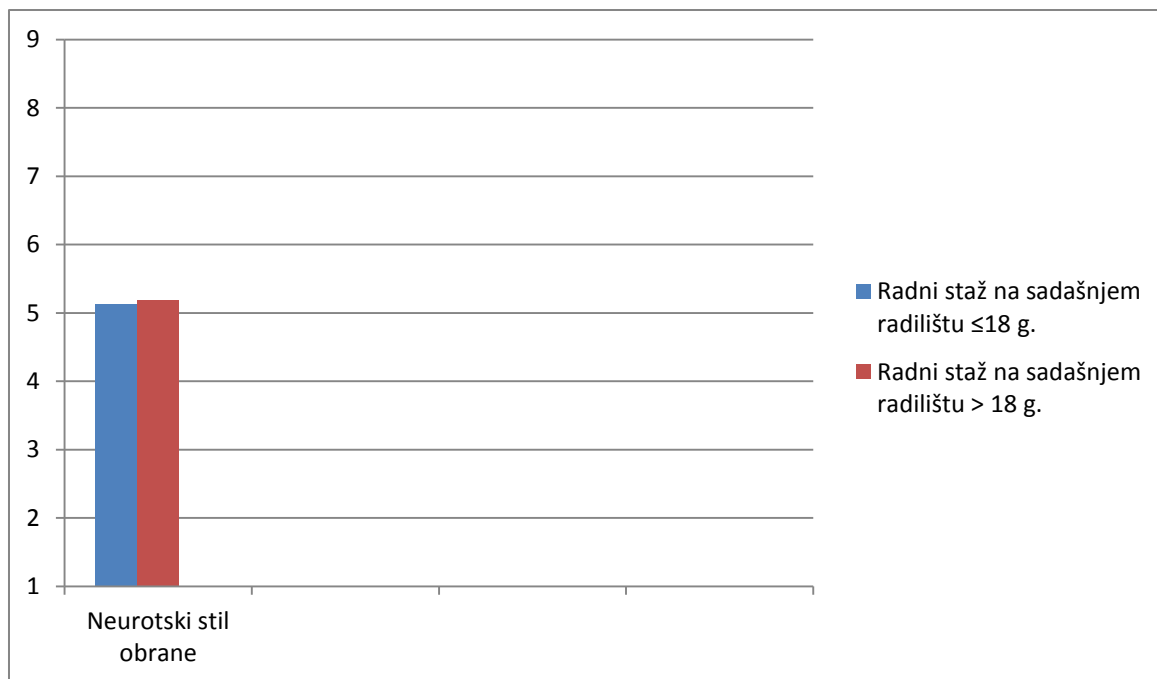 9
8
7
6
5
4
3
2
1
Neurotski stil
obrane
Radni staž na sadašnjem
radilištu ≤18 g.
Radni staž na sadašnjem
radilištu > 18 g.